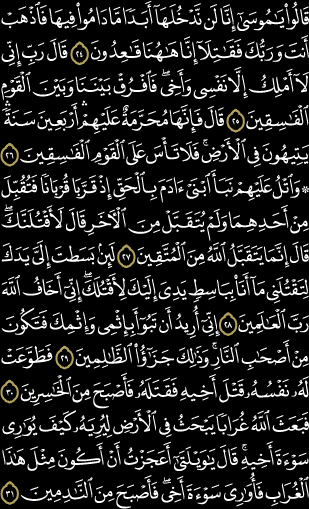 قَالُوا۟ يَـٰمُوسَىٰٓ إِنَّا لَن نَّدْخُلَهَآ أَبَدًا مَّا دَامُوا۟ فِيهَا فَٱذْهَبْ
أَنتَ وَرَبُّكَ فَقَـٰتِلَآ إِنَّا هَـٰهُنَا قَـٰعِدُونَ ٢٤ قَالَ رَبِّ إِنِّى
لَآ أَمْلِكُ إِلَّا نَفْسِى وَأَخِى ۖ فَٱفْرُقْ بَيْنَنَا وَبَيْنَ ٱلْقَوْمِ
ٱلْفَـٰسِقِينَ ٢٥ قَالَ فَإِنَّهَا مُحَرَّمَةٌ عَلَيْهِمْ ۛ أَرْبَعِينَ سَنَةً ۛ
يَتِيهُونَ فِى ٱلْأَرْضِ ۚ فَلَا تَأْسَ عَلَى ٱلْقَوْمِ ٱلْفَـٰسِقِينَ ٢٦
۞ وَٱتْلُ عَلَيْهِمْ نَبَأَ ٱبْنَىْ ءَادَمَ بِٱلْحَقِّ إِذْ قَرَّبَا قُرْبَانًا فَتُقُبِّلَ
مِنْ أَحَدِهِمَا وَلَمْ يُتَقَبَّلْ مِنَ ٱلْـَٔاخَرِ قَالَ لَأَقْتُلَنَّكَ ۖ
قَالَ إِنَّمَا يَتَقَبَّلُ ٱللَّهُ مِنَ ٱلْمُتَّقِينَ ٢٧ لَئِنۢ بَسَطتَ إِلَىَّ يَدَكَ
لِتَقْتُلَنِى مَآ أَنَا۠ بِبَاسِطٍ يَدِىَ إِلَيْكَ لِأَقْتُلَكَ ۖ إِنِّىٓ أَخَافُ ٱللَّهَ
رَبَّ ٱلْعَـٰلَمِينَ ٢٨ إِنِّىٓ أُرِيدُ أَن تَبُوٓأَ بِإِثْمِى وَإِثْمِكَ فَتَكُونَ
مِنْ أَصْحَـٰبِ ٱلنَّارِ ۚ وَذَٰلِكَ جَزَٰٓؤُا۟ ٱلظَّـٰلِمِينَ ٢٩ فَطَوَّعَتْ
لَهُۥ نَفْسُهُۥ قَتْلَ أَخِيهِ فَقَتَلَهُۥ فَأَصْبَحَ مِنَ ٱلْخَـٰسِرِينَ ٣٠
فَبَعَثَ ٱللَّهُ غُرَابًا يَبْحَثُ فِى ٱلْأَرْضِ لِيُرِيَهُۥ كَيْفَ يُوَٰرِى
سَوْءَةَ أَخِيهِ ۚ قَالَ يَـٰوَيْلَتَىٰٓ أَعَجَزْتُ أَنْ أَكُونَ مِثْلَ هَـٰذَا
ٱلْغُرَابِ فَأُوَٰرِىَ سَوْءَةَ أَخِى ۖ فَأَصْبَحَ مِنَ ٱلنَّـٰدِمِينَ ٣١